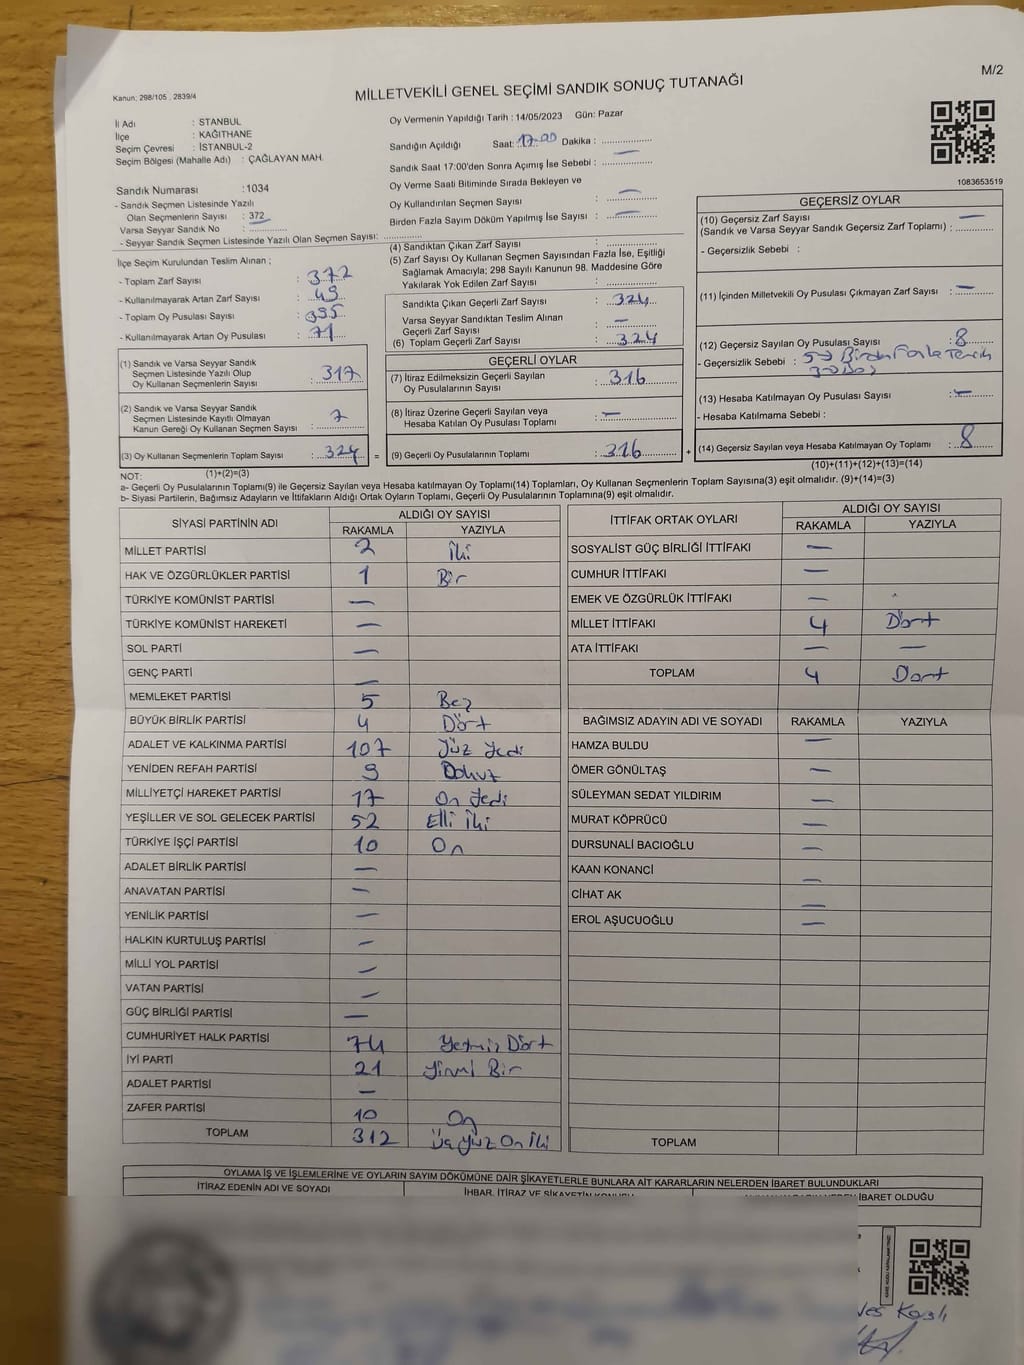 M/2
Kanun: 298/105 , 2839/4
MİLLETVEKİLİ GENEL SEÇİMİ SANDIK SONUÇ TUTANAĞI
İl Adı : STANBUL
İlçe : KAĞITHANE
Seçim Çevresi : İSTANBUL-2
Seçim Bölgesi (Mahalle Adı) : ÇAĞLAYAN MAH.
Sandık Numarası :1034
- Sandık Seçmen Listesinde Yazılı
Olan Seçmenlerin Sayısı : 372
Varsa Seyyar Sandık No : ..............
- Seyyar Sandık Seçmen Listesinde Yazılı Olan Seçmen Sayısı: ..............
İlçe Seçim Kurulundan Teslim Alınan ;
- Toplam Zarf Sayısı : 372
- Kullanılmayarak Artan Zarf Sayısı : 49
- Toplam Oy Pusulası Sayısı : 395
- Kullanılmayarak Artan Oy Pusulası : 71
Oy Vermenin Yapıldığı Tarih : 14/05/2023 Gün: Pazar
Sandığın Açıldığı Saat: 17.00 Dakika : ..............
Sandık Saat 17:00'den Sonra Açımış İse Sebebi : ..............
Oy Verme Saati Bitiminde Sırada Bekleyen ve
Oy Kullandırılan Seçmen Sayısı : —
Birden Fazla Sayım Döküm Yapılmış İse Sayısı : —
(4) Sandıktan Çıkan Zarf Sayısı : ..............
(5) Zarf Sayısı Oy Kullanan Seçmen Sayısından Fazla İse, Eşitliği
Sağlamak Amacıyla; 298 Sayılı Kanunun 98. Maddesine Göre
Yakılarak Yok Edilen Zarf Sayısı : ..............
Sandıkta Çıkan Geçerli Zarf Sayısı : 324
Varsa Seyyar Sandıktan Teslim Alınan
Geçerli Zarf Sayısı : —
(6) Toplam Geçerli Zarf Sayısı : 324
1083653519
GEÇERSİZ OYLAR
(10) Geçersiz Zarf Sayısı —
(Sandık ve Varsa Seyyar Sandık Geçersiz Zarf Toplamı) : ..............
- Geçersizlik Sebebi :
(11) İçinden Milletvekili Oy Pusulası Çıkmayan Zarf Sayısı : —
(12) Geçersiz Sayılan Oy Pusulası Sayısı : 8
- Geçersizlik Sebebi : 5 Birden Fazla Tercih
3 Boş
(13) Hesaba Katılmayan Oy Pusulası Sayısı : —
- Hesaba Katılmama Sebebi :
(14) Geçersiz Sayılan veya Hesaba Katılmayan Oy Toplamı : 8
(10)+(11)+(12)+(13)=(14)
(1) Sandık ve Varsa Seyyar Sandık
Seçmen Listesinde Yazılı Olup
Oy Kullanan Seçmenlerin Sayısı : 317
(2) Sandık ve Varsa Seyyar Sandık
Seçmen Listesinde Kayıtlı Olmayan
Kanun Gereği Oy Kullanan Seçmen Sayısı : 7
(3) Oy Kullanan Seçmenlerin Toplam Sayısı : 324 =
(1)+(2)=(3)
GEÇERLİ OYLAR
(7) İtiraz Edilmeksizin Geçerli Sayılan
Oy Pusulalarının Sayısı : 316
(8) İtiraz Üzerine Geçerli Sayılan veya
Hesaba Katılan Oy Pusulası Toplamı : —
(9) Geçerli Oy Pusulalarının Toplamı : 316 +
NOT:
a- Geçerli Oy Pusulalarının Toplamı(9) ile Geçersiz Sayılan veya Hesaba katılmayan oy Toplamı(14) Toplamları, Oy Kullanan Seçmenlerin Toplam Sayısına(3) eşit olmalıdır. (9)+(14)=(3)
b- Siyasi Partilerin, Bağımsız Adayların ve İttifakların Aldığı Ortak Oyların Toplamı, Geçerli Oy Pusulalarının Toplamına(9) eşit olmalıdır.
SİYASİ PARTİNİN ADI ALDIĞI OY SAYISI
RAKAMLA YAZIYLA
MİLLET PARTİSİ 2 İki
HAK VE ÖZGÜRLÜKLER PARTİSİ 1 Bir
TÜRKİYE KOMÜNİST PARTİSİ —
TÜRKİYE KOMÜNİST HAREKETİ —
SOL PARTİ —
GENÇ PARTİ —
MEMLEKET PARTİSİ 5 Beş
BÜYÜK BİRLİK PARTİSİ 4 Dört
ADALET VE KALKINMA PARTİSİ 107 Yüz Yedi
YENİDEN REFAH PARTİSİ 9 Dokuz
MİLLİYETÇİ HAREKET PARTİSİ 17 On Yedi
YEŞİLLER VE SOL GELECEK PARTİSİ 52 Elli İki
TÜRKİYE İŞÇİ PARTİSİ 10 On
ADALET BİRLİK PARTİSİ —
ANAVATAN PARTİSİ —
YENİLİK PARTİSİ —
HALKIN KURTULUŞ PARTİSİ —
MİLLİ YOL PARTİSİ —
VATAN PARTİSİ —
GÜÇ BİRLİĞİ PARTİSİ —
CUMHURİYET HALK PARTİSİ 74 Yetmiş Dört
İYİ PARTİ 21 Yirmi Bir
ADALET PARTİSİ —
ZAFER PARTİSİ 10 On
TOPLAM 312 Üç Yüz On İki
İTTİFAK ORTAK OYLARI ALDIĞI OY SAYISI
RAKAMLA YAZIYLA
SOSYALİST GÜÇ BİRLİĞİ İTTİFAKI —
CUMHUR İTTİFAKI —
EMEK VE ÖZGÜRLÜK İTTİFAKI —
MİLLET İTTİFAKI 4 Dört
ATA İTTİFAKI — —
TOPLAM 4 Dört
BAĞIMSIZ ADAYIN ADI VE SOYADI RAKAMLA YAZIYLA
HAMZA BULDU —
ÖMER GÖNÜLTAŞ —
SÜLEYMAN SEDAT YILDIRIM —
MURAT KÖPRÜCÜ —
DURSUNALİ BACIOĞLU —
KAAN KONANCİ —
CİHAT AK —
EROL AŞUCUOĞLU —
TOPLAM
OYLAMA İŞ VE İŞLEMLERİNE VE OYLARIN SAYIM DÖKÜMÜNE DAİR ŞİKAYETLERLE BUNLARA AİT KARARLARIN NELERDEN İBARET BULUNDUKLARI
İTİRAZ EDENİN ADI VE SOYADI İHBAR, İTİRAZ VE ŞİKAYETİN KONUSU İBARET OLDUĞU